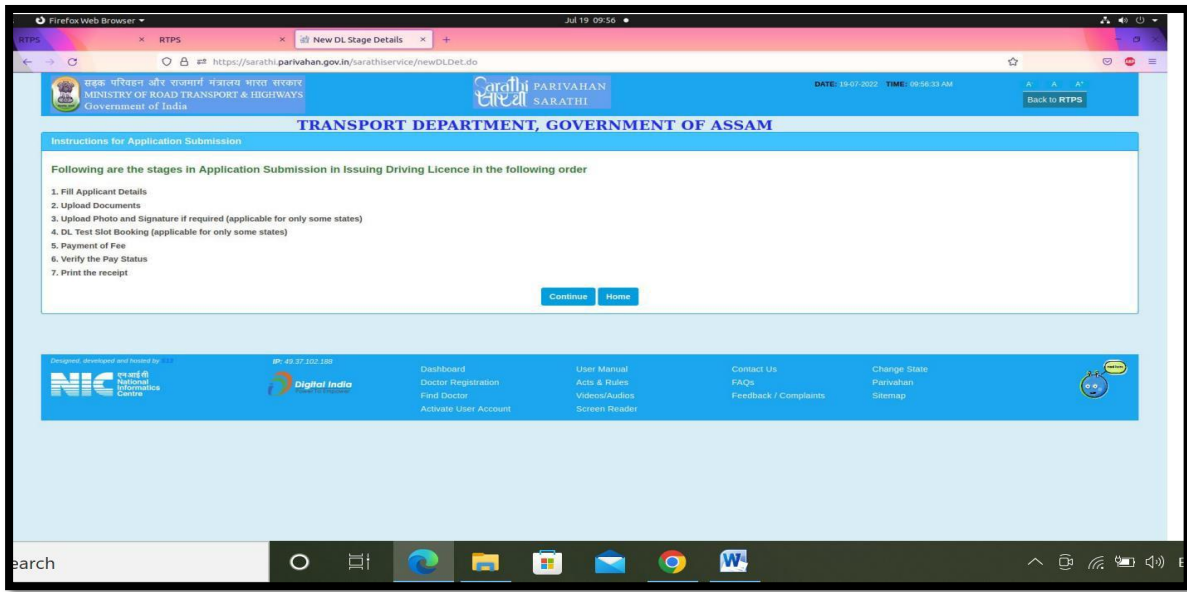 Firefox Web Browser
Jul 19 09:56
RTPS
RTPS
New DL Stage Details
https://sarathi.parivahan.gov.in/sarathiservice/newDLDet.do
सड़क परिवहन और राजमार्ग मंत्रालय भारत सरकार
MINISTRY OF ROAD TRANSPORT & HIGHWAYS
Government of India
Sarathi PARIVAHAN
सारथी SARATHI
DATE: 19-07-2022 TIME: 09:56:33 AM
A- A A+
Back to RTPS
TRANSPORT DEPARTMENT, GOVERNMENT OF ASSAM
Instructions for Application Submission
Following are the stages in Application Submission in Issuing Driving Licence in the following order
1. Fill Applicant Details
2. Upload Documents
3. Upload Photo and Signature if required (applicable for only some states)
4. DL Test Slot Booking (applicable for only some states)
5. Payment of Fee
6. Verify the Pay Status
7. Print the receipt
Continue Home
Designed, developed and hosted by
IP: 49.37.102.188
NIC एन आई सी
National
Informatics
Centre
Digital India
Power To Empower
Dashboard
Doctor Registration
Find Doctor
Activate User Account
User Manual
Acts & Rules
Videos/Audios
Screen Reader
Contact Us
FAQs
Feedback / Complaints
Change State
Parivahan
Sitemap
earch
W
E